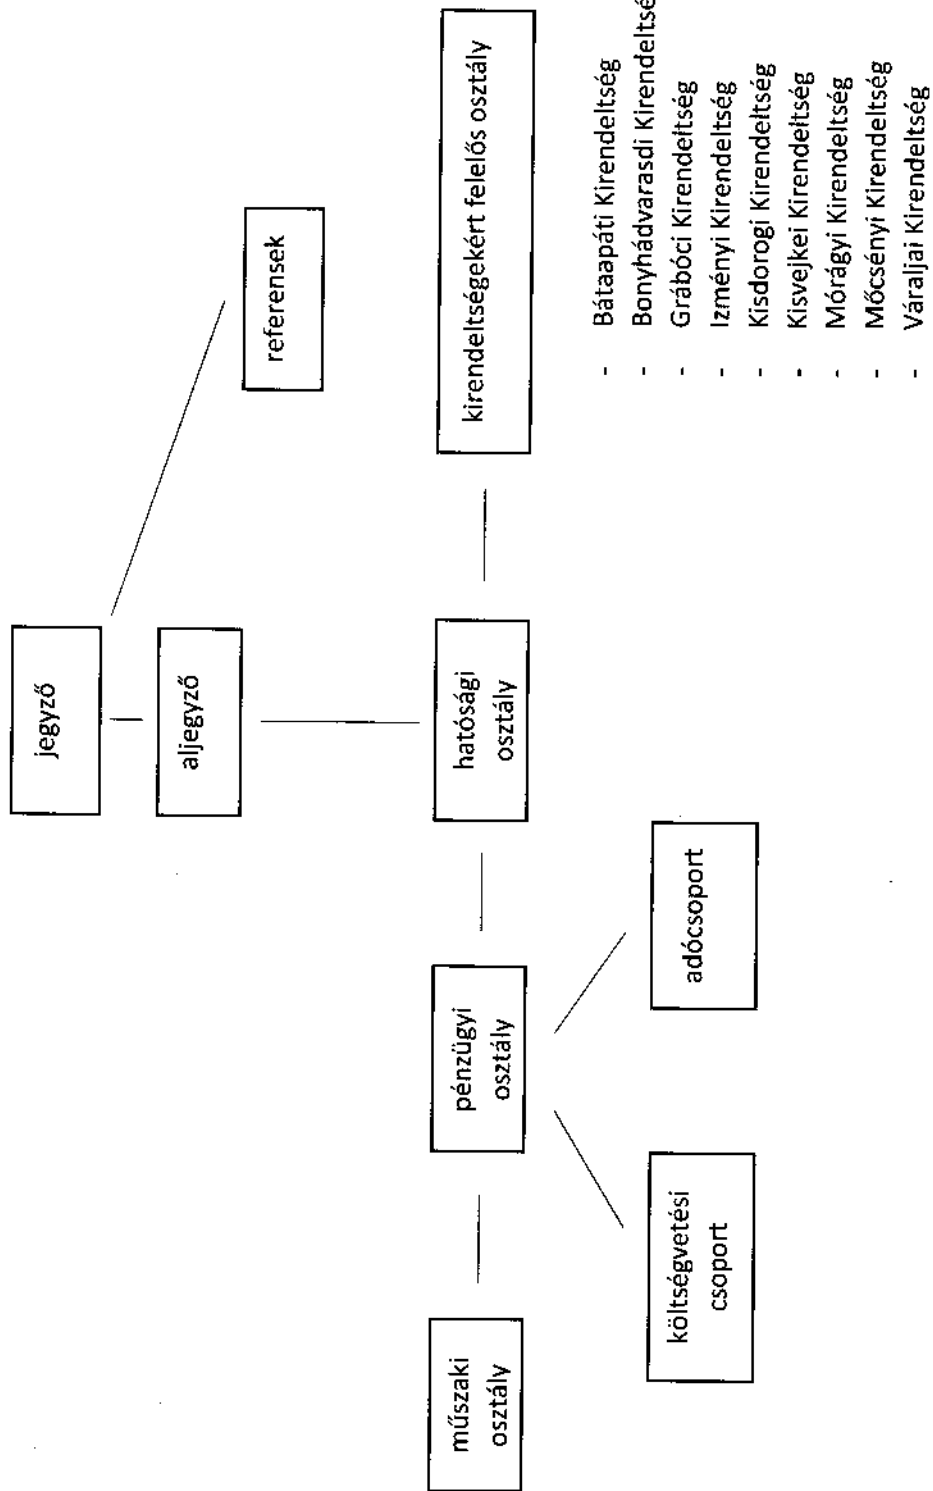 jegyző
aljegyző
referensek
műszaki
osztály
pénzügyi
osztály
hatósági
osztály
kirendeltségekért felelős osztály
költségvetési
csoport
adócsoport
- Bátaapáti Kirendeltség
- Bonyhádvarasdi Kirendeltsé
- Grábóci Kirendeltség
- Izményi Kirendeltség
- Kisdorogi Kirendeltség
- Kisvejkei Kirendeltség
- Mórágyi Kirendeltség
- Mőcsényi Kirendeltség
- Váraljai Kirendeltség